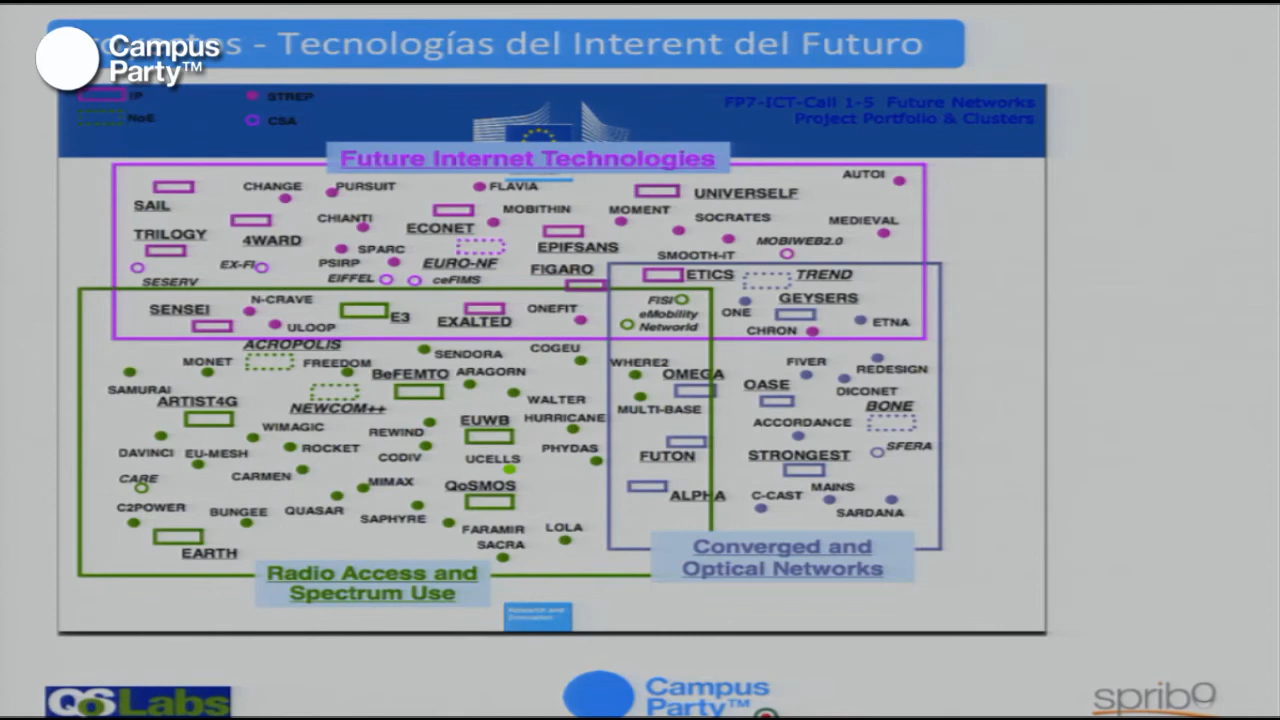 Campus
Party™
- Tecnologías del Interent del Futuro
IP
STREP
NoE
CSA
FP7-ICT-Call 1-5 Future Networks
Project Portfolio & Clusters
Future Internet Technologies
AUTOI
CHANGE
PURSUIT
FLAVIA
UNIVERSELF
SAIL
MOBITHIN
MOMENT
SOCRATES
MEDIEVAL
CHIANTI
ECONET
TRILOGY
4WARD
SPARC
EPIFSANS
MOBIWEB2.0
SMOOTH-IT
EX-FI
PSIRP
EURO-NF
FIGARO
ETICS
TREND
SESERV
EIFFEL
ceFIMS
N-CRAVE
FISI
GEYSERS
SENSEI
E3
EXALTED
ONEFIT
eMobility
Networld
ONE
ETNA
ULOOP
CHRON
ACROPOLIS
SENDORA
COGEU
MONET
FREEDOM
WHERE2
FIVER
REDESIGN
BeFEMTO
ARAGORN
OMEGA
OASE
SAMURAI
DICONET
ARTIST4G
NEWCOM++
WALTER
MULTI-BASE
BONE
WIMAGIC
REWIND
EUWB
HURRICANE
ACCORDANCE
DAVINCI
EU-MESH
ROCKET
CODIV
UCELLS
PHYDAS
FUTON
STRONGEST
SFERA
CARE
CARMEN
MIMAX
QoSMOS
ALPHA
C-CAST
MAINS
C2POWER
BUNGEE
QUASAR
SAPHYRE
SARDANA
FARAMIR
LOLA
EARTH
SACRA
Converged and
Optical Networks
Radio Access and
Spectrum Use
Research and
Innovation
QoSLabs
Campus
Party™
spribo